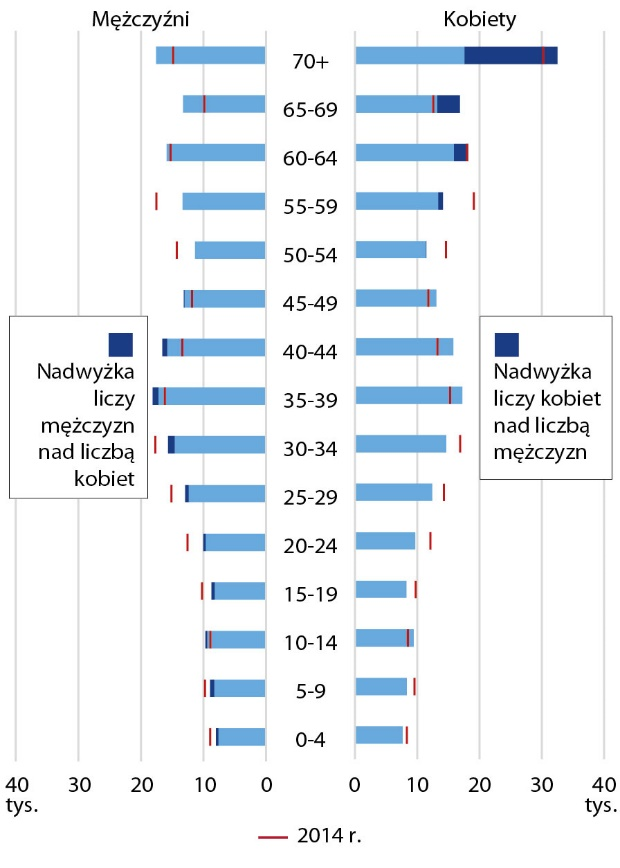 Mężczyźni
Kobiety
70+
65-69
60-64
55-59
50-54
45-49
40-44
35-39
30-34
25-29
20-24
15-19
10-14
5-9
0-4
Nadwyżka
liczy
mężczyzn
nad liczbą
kobiet
Nadwyżka
liczy kobiet
nad liczbą
mężczyzn
40 30 20 10 0 0 10 20 30 40
tys. tys.
2014 r.